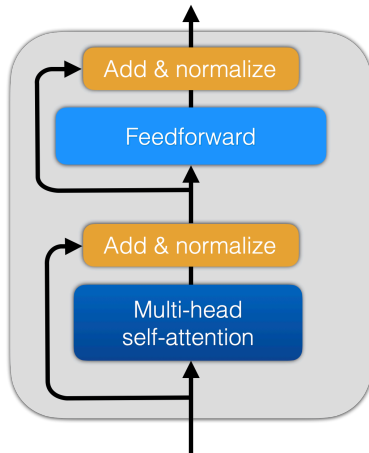 Add & normalize
Feedforward
Add & normalize
Multi-head
self-attention